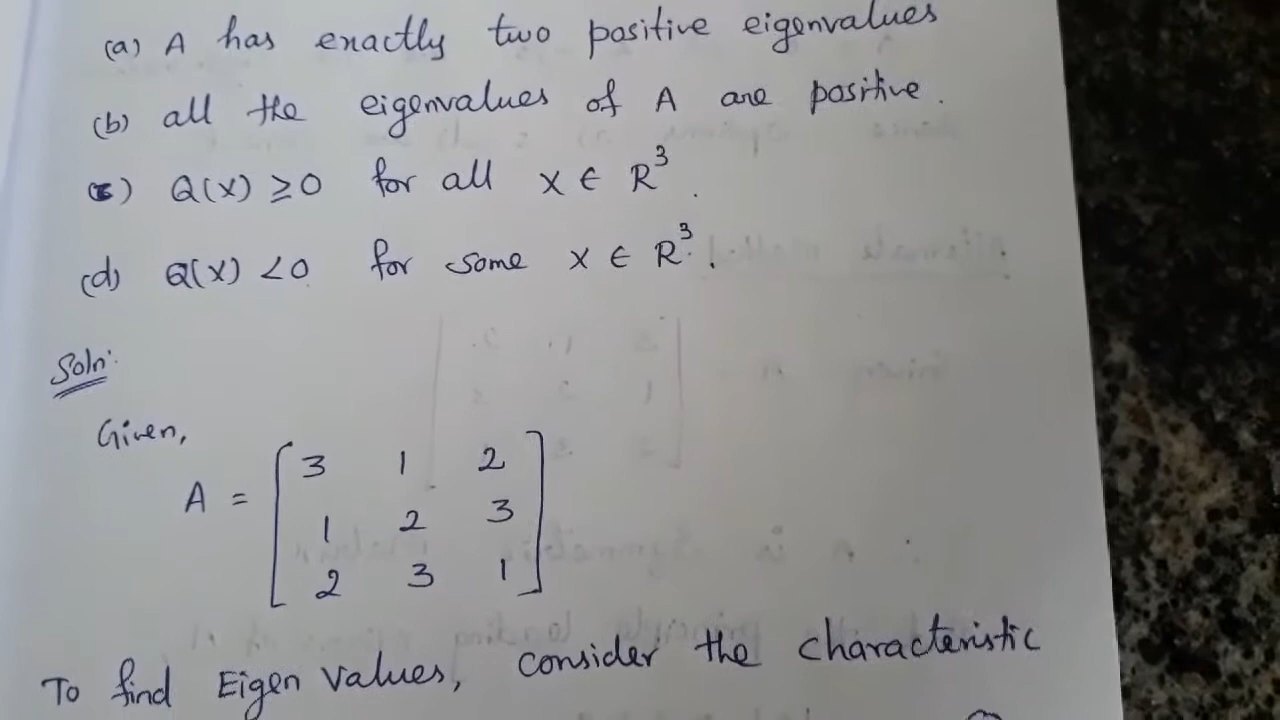 (a) A has exactly two positive eigenvalues
(b) all the eigenvalues of A are positive.
(c) Q(X) ≥ 0 for all X ∈ R³.
(d) Q(X) < 0 for some X ∈ R³.
Soln:
Given,
A = [ 3 1 2
1 2 3
2 3 1 ]
To find Eigen values, consider the characteristic